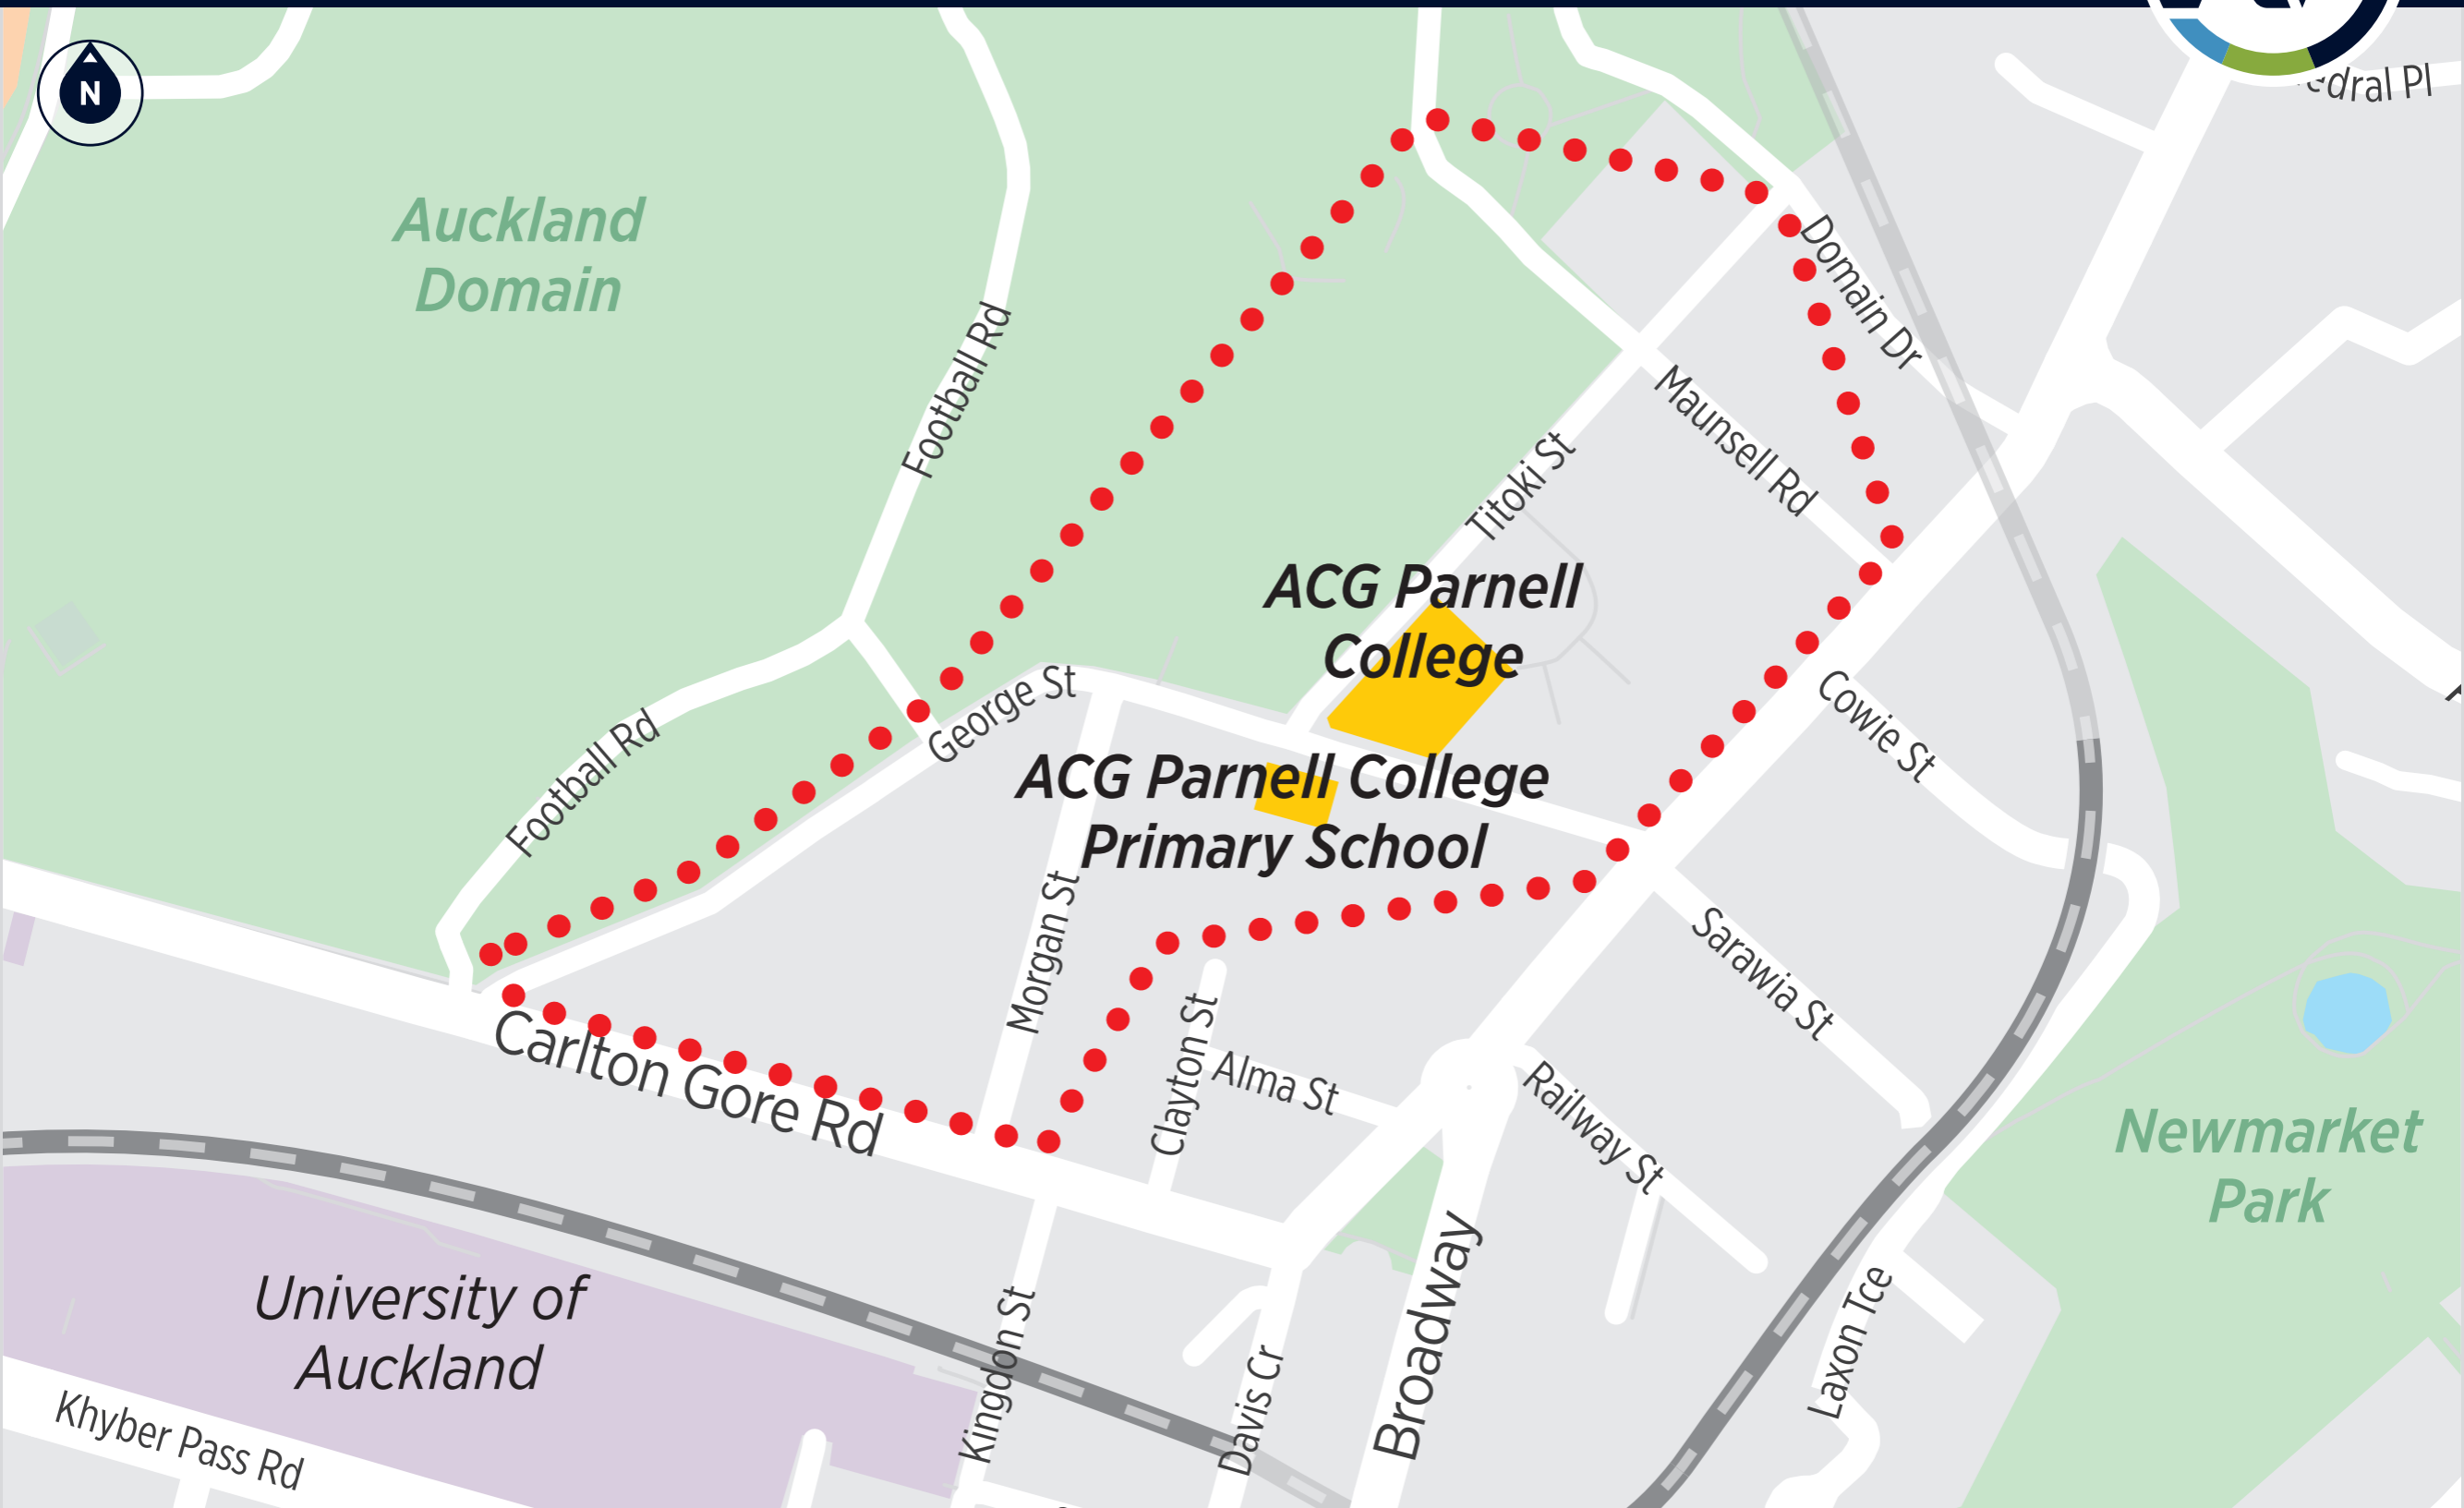 N
edral Pl
Auckland
Domain
Domain Dr
Football Rd
Maunsell Rd
Titoki St
ACG Parnell
College
George St
Cowie St
Football Rd
ACG Parnell College
Primary School
Morgan St
Sarawia St
Carlton Gore Rd
Clayton St
Alma St
Railway St
Newmarket
Park
University of
Auckland
Broadway
Laxon Tce
Kingdon St
Davis Cr
Khyber Pass Rd